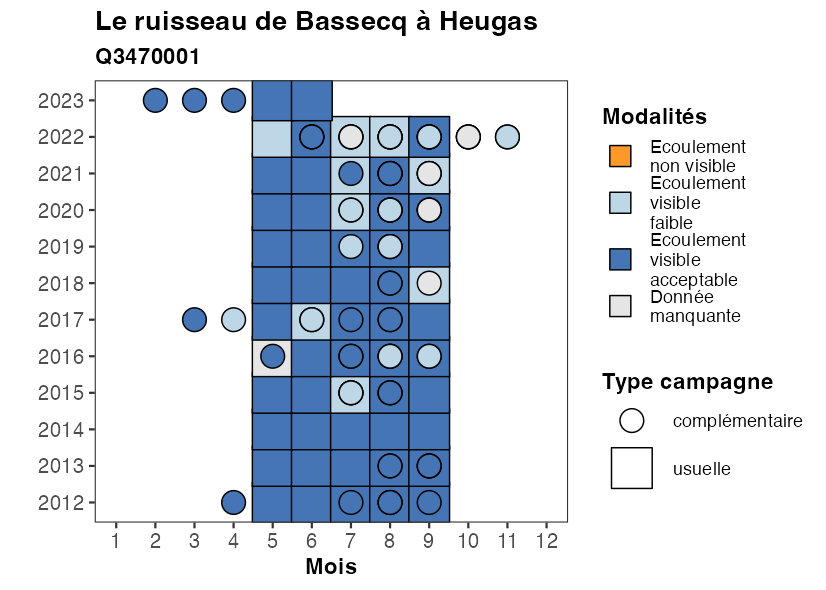 Le ruisseau de Bassecq à Heugas
Q3470001
2023
2022
2021
2020
2019
2018
2017
2016
2015
2014
2013
2012
1 2 3 4 5 6 7 8 9 10 11 12
Mois
Modalités
Ecoulement
non visible
Ecoulement
visible
faible
Ecoulement
visible
acceptable
Donnée
manquante
Type campagne
complémentaire
usuelle